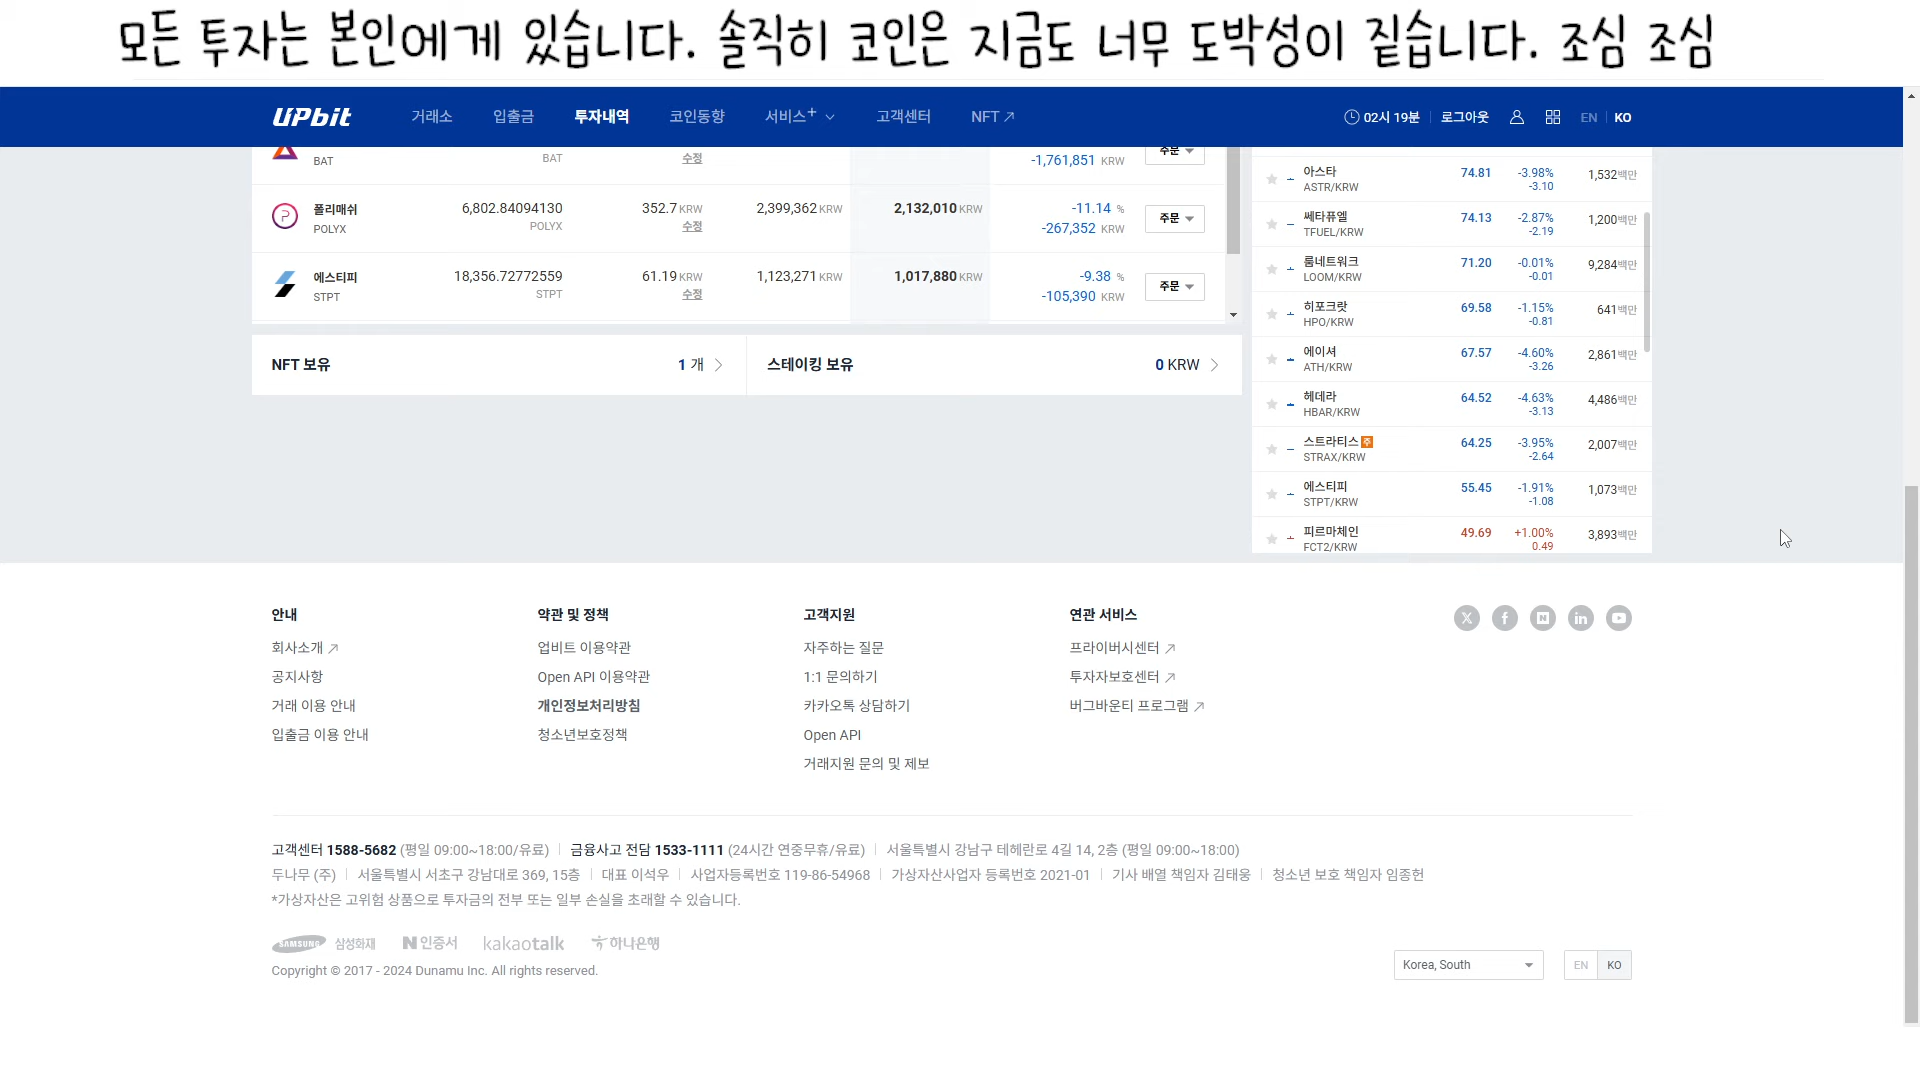 모든 투자는 본인에게 있습니다. 솔직히 코인은 지금도 너무 도박성이 짙습니다. 조심 조심
UPbit 거래소 입출금 투자내역 코인동향 서비스+ 고객센터 NFT 02시 19분 로그아웃 EN KO
BAT BAT 수정 -1,761,851 KRW 주문
폴리매쉬 6,802.84094130 352.7 KRW 2,399,362 KRW 2,132,010 KRW -11.14 % 주문
POLYX POLYX 수정 -267,352 KRW
에스티피 18,356.72772559 61.19 KRW 1,123,271 KRW 1,017,880 KRW -9.38 % 주문
STPT STPT 수정 -105,390 KRW
NFT 보유 1 개 스테이킹 보유 0 KRW
아스타 74.81 -3.98% 1,532백만
ASTR/KRW -3.10
쎄타퓨엘 74.13 -2.87% 1,200백만
TFUEL/KRW -2.19
룸네트워크 71.20 -0.01% 9,284백만
LOOM/KRW -0.01
히포크랏 69.58 -1.15% 641백만
HPO/KRW -0.81
에이셔 67.57 -4.60% 2,861백만
ATH/KRW -3.26
헤데라 64.52 -4.63% 4,486백만
HBAR/KRW -3.13
스트라티스 주 64.25 -3.95% 2,007백만
STRAX/KRW -2.64
에스티피 55.45 -1.91% 1,073백만
STPT/KRW -1.08
피르마체인 49.69 +1.00% 3,893백만
FCT2/KRW 0.49
안내 약관 및 정책 고객지원 연관 서비스
회사소개 업비트 이용약관 자주하는 질문 프라이버시센터
공지사항 Open API 이용약관 1:1 문의하기 투자자보호센터
거래 이용 안내 개인정보처리방침 카카오톡 상담하기 버그바운티 프로그램
입출금 이용 안내 청소년보호정책 Open API
거래지원 문의 및 제보
고객센터 1588-5682 (평일 09:00~18:00/유료) 금융사고 전담 1533-1111 (24시간 연중무휴/유료) 서울특별시 강남구 테헤란로 4길 14, 2층 (평일 09:00~18:00)
두나무 (주) 서울특별시 서초구 강남대로 369, 15층 대표 이석우 사업자등록번호 119-86-54968 가상자산사업자 등록번호 2021-01 기사 배열 책임자 김태웅 청소년 보호 책임자 임종헌
*가상자산은 고위험 상품으로 투자금의 전부 또는 일부 손실을 초래할 수 있습니다.
SAMSUNG 삼성화재 N인증서 kakaotalk 하나은행
Copyright © 2017 - 2024 Dunamu Inc. All rights reserved. Korea, South EN KO